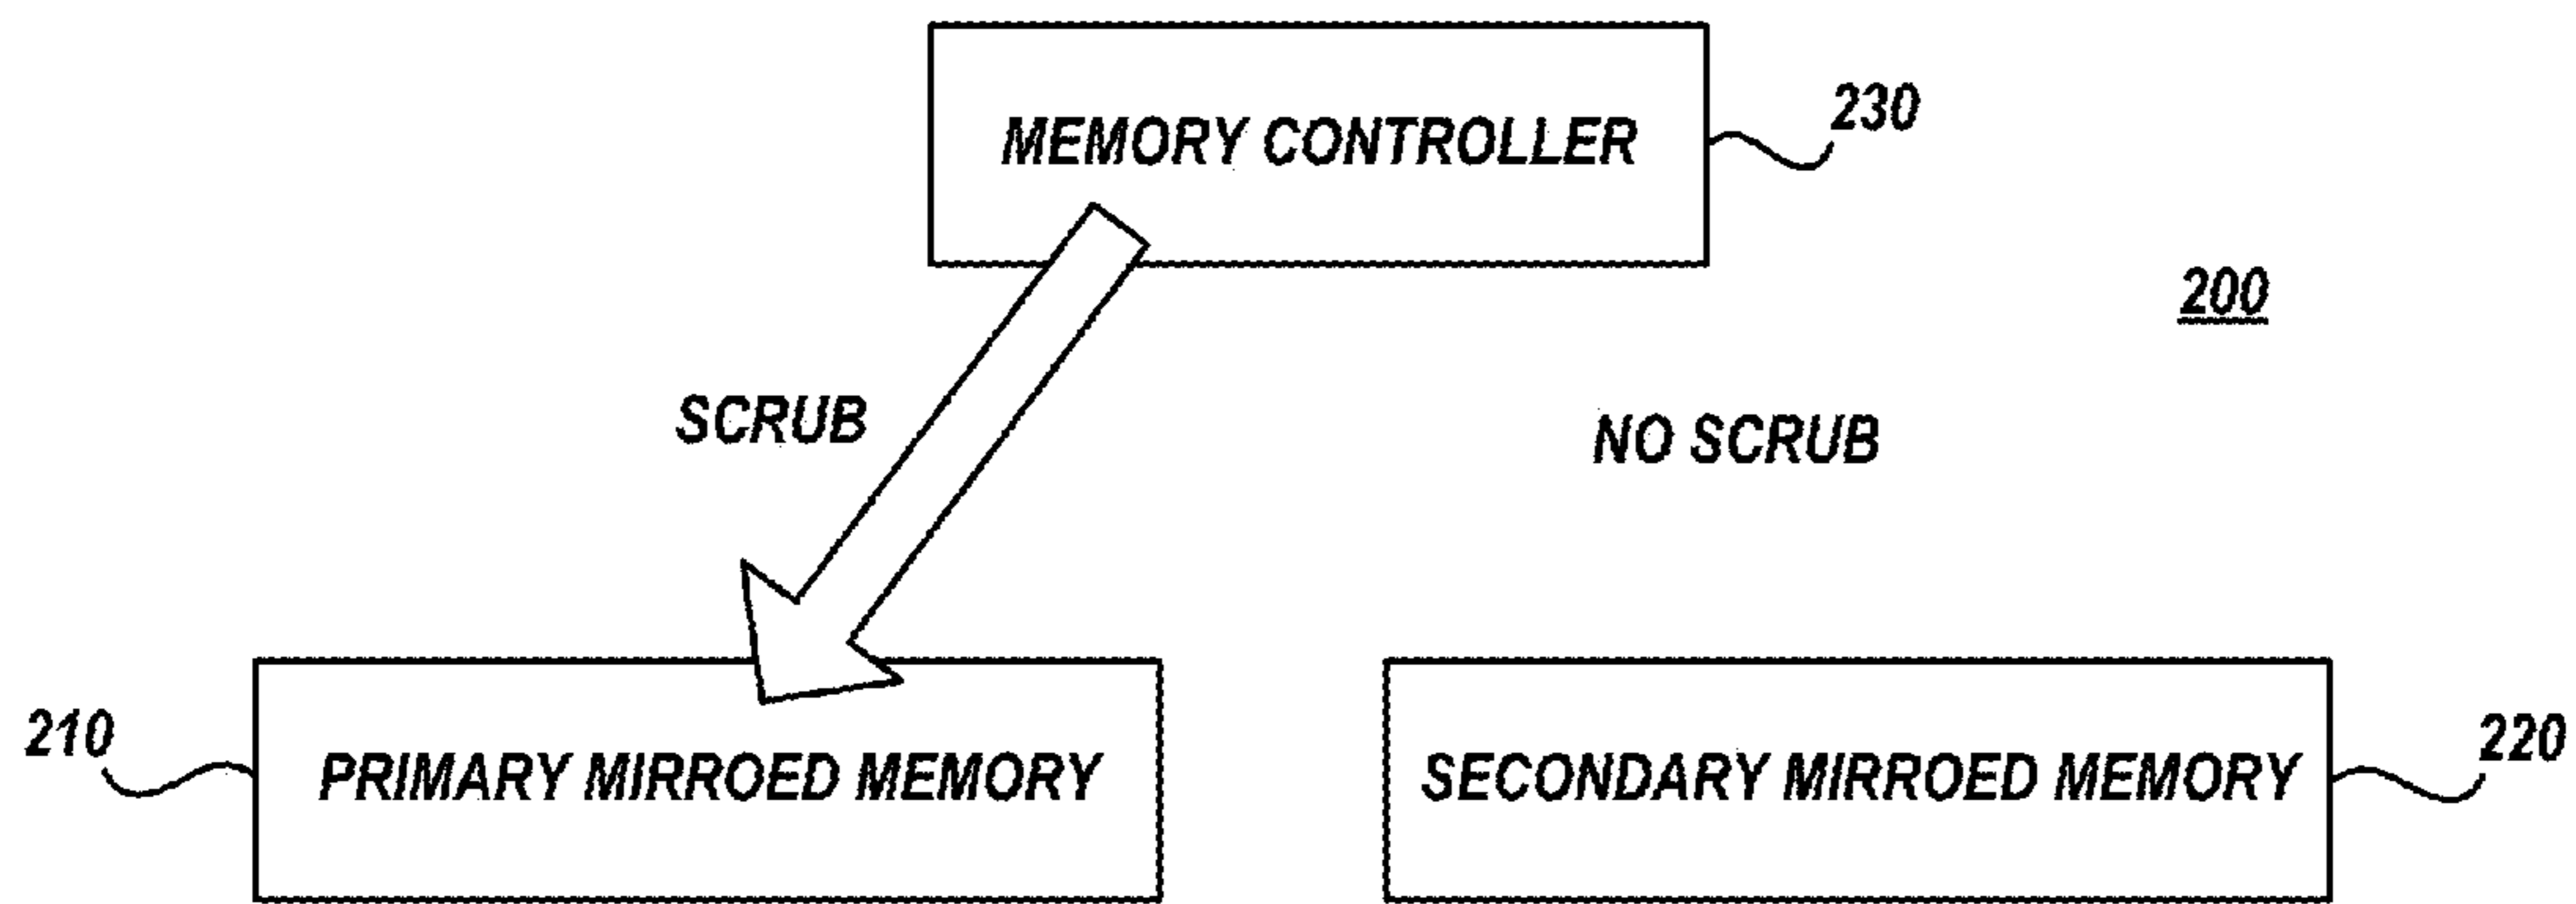 MEMORY CONTROLLER
230
200
SCRUB
NO SCRUB
210
PRIMARY MIRROED MEMORY
SECONDARY MIRROED MEMORY
220